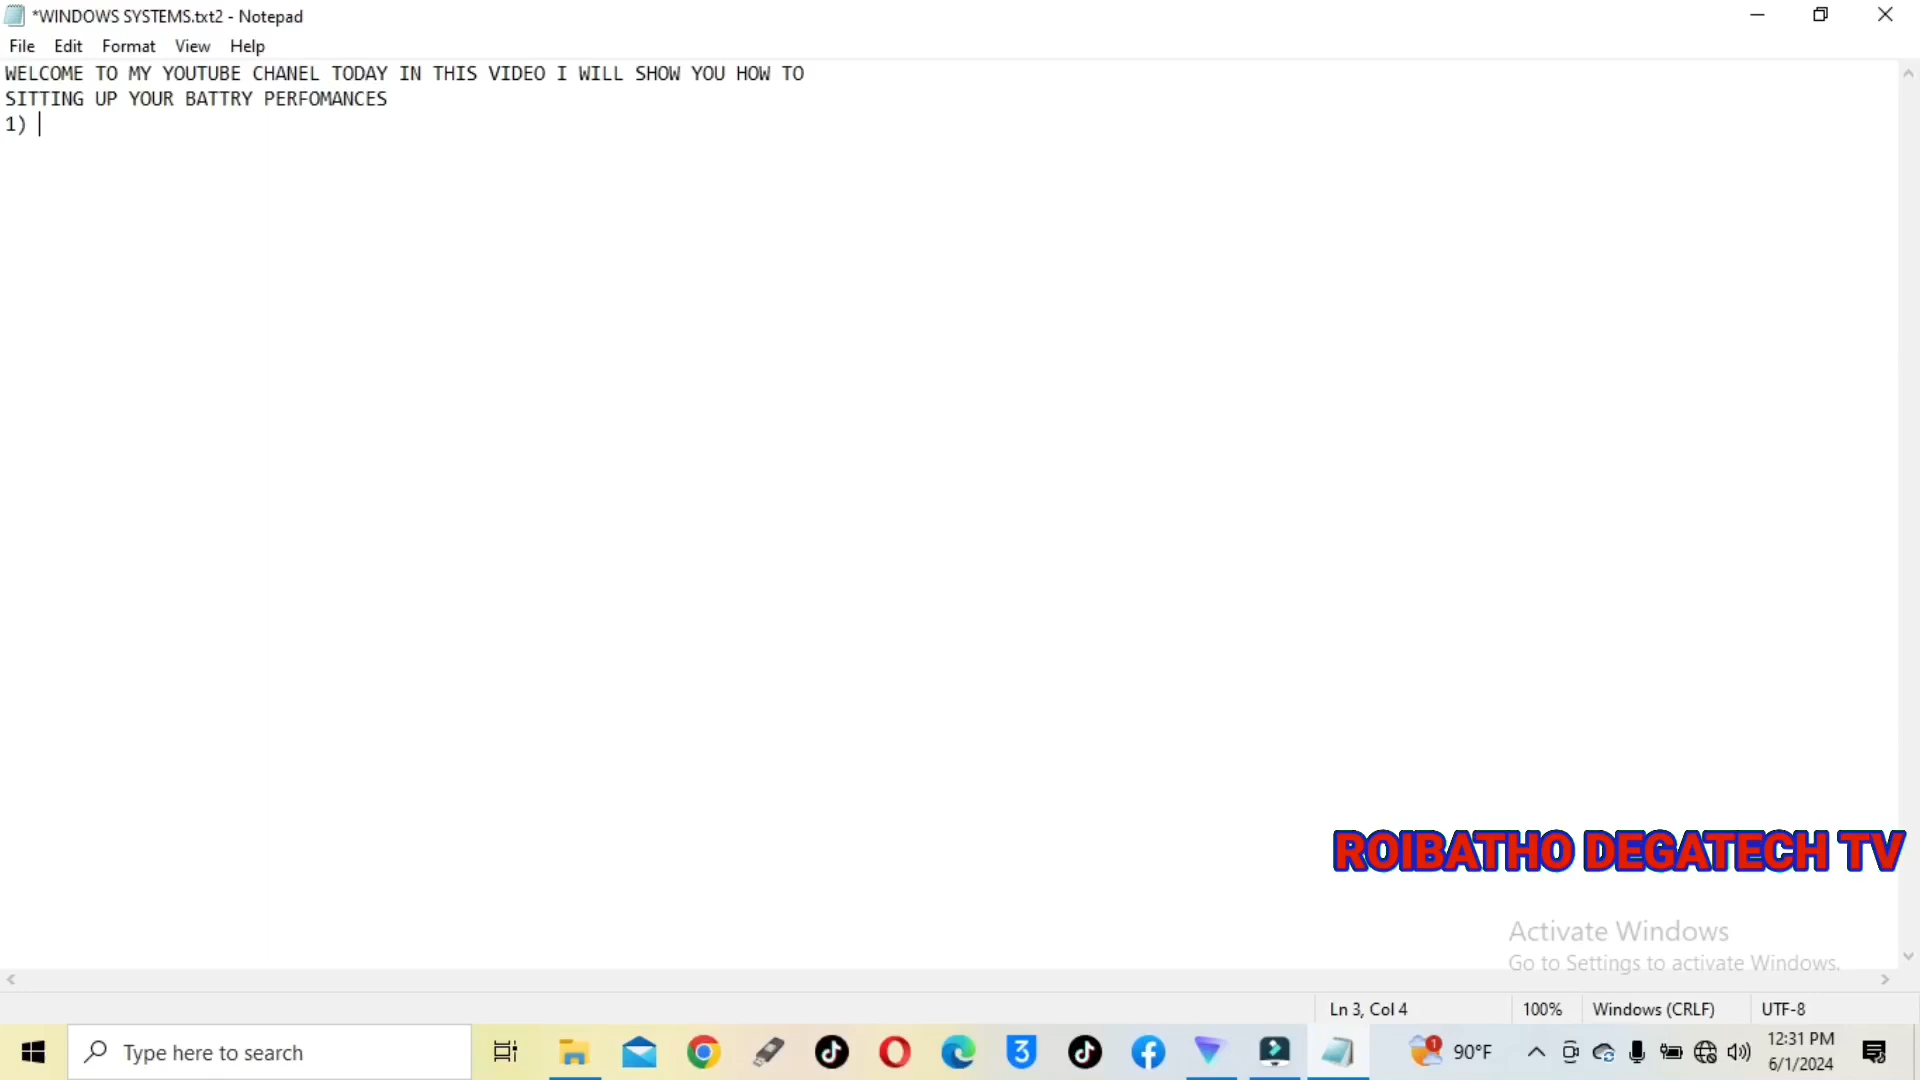 *WINDOWS SYSTEMS.txt2 - Notepad
File Edit Format View Help
WELCOME TO MY YOUTUBE CHANEL TODAY IN THIS VIDEO I WILL SHOW YOU HOW TO
SITTING UP YOUR BATTRY PERFOMANCES
1)
ROIBATHO DEGATECH TV
Activate Windows
Go to Settings to activate Windows.
Ln 3, Col 4 100% Windows (CRLF) UTF-8
Type here to search 3 1 90°F 12:31 PM
6/1/2024